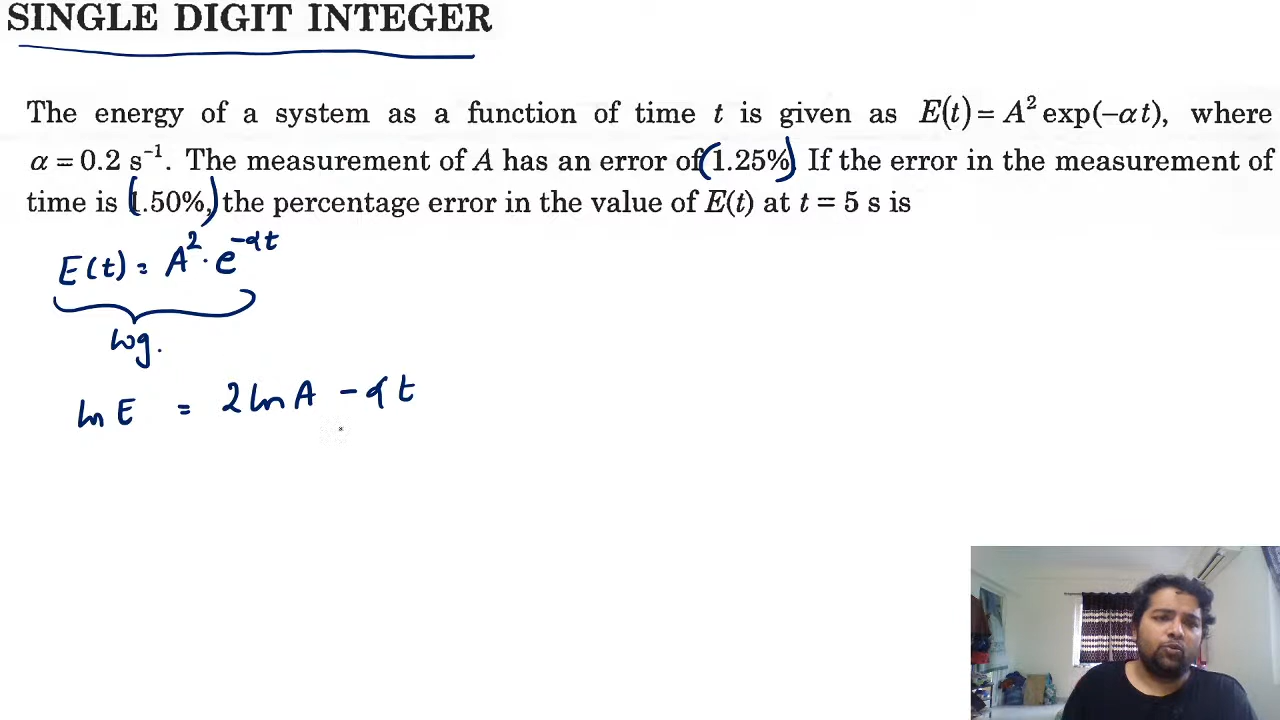 SINGLE DIGIT INTEGER
The energy of a system as a function of time t is given as E(t) = A² exp(−αt), where
α = 0.2 s⁻¹. The measurement of A has an error of (1.25%). If the error in the measurement of
time is (1.50%,) the percentage error in the value of E(t) at t = 5 s is
E(t) = A² · e^(−αt)
log.
ln E = 2 ln A − αt